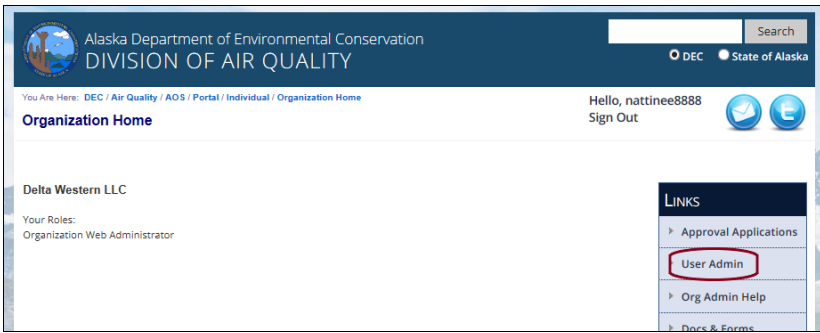 Alaska Department of Environmental Conservation
DIVISION OF AIR QUALITY
Search
DEC State of Alaska
You Are Here: DEC / Air Quality / AOS / Portal / Individual / Organization Home
Organization Home
Hello, nattinee8888
Sign Out
Delta Western LLC
Your Roles:
Organization Web Administrator
LINKS
Approval Applications
User Admin
Org Admin Help
Docs & Forms